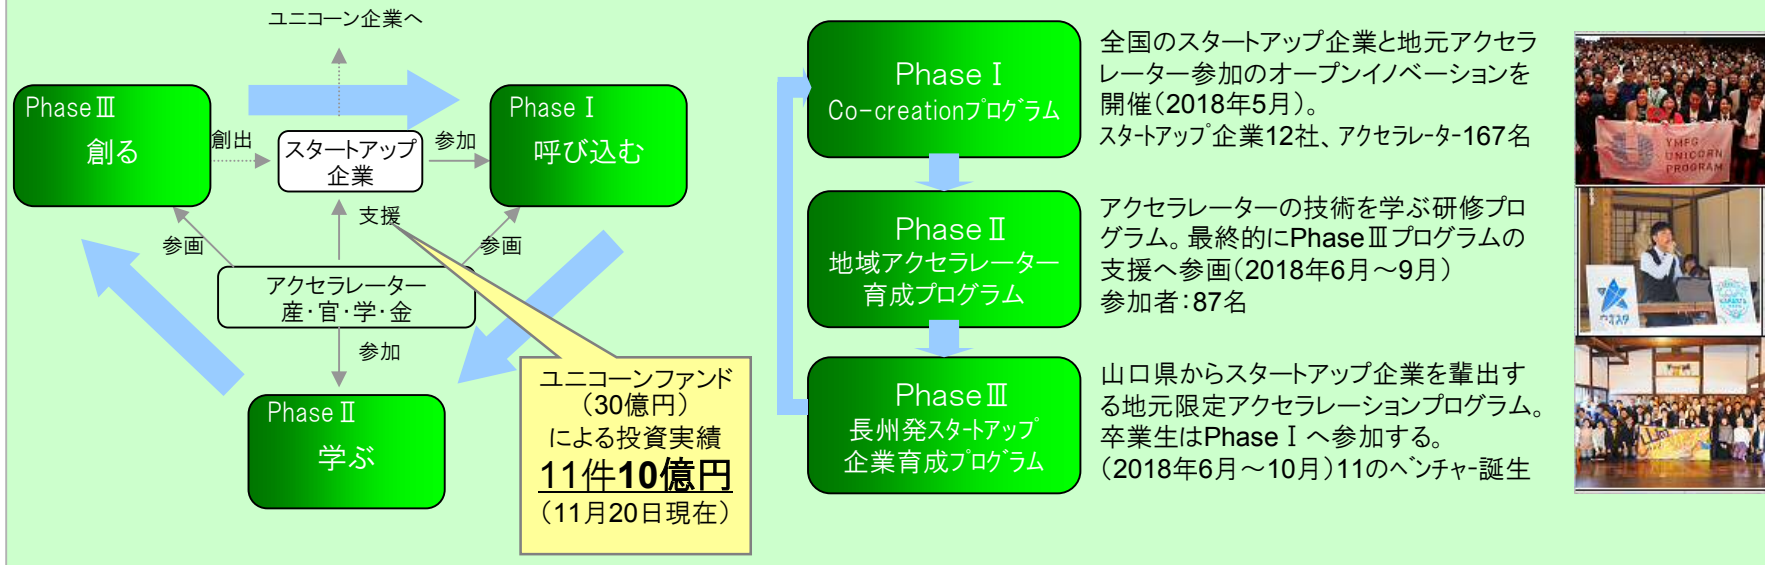 ユニコーン企業へ
PhaseⅢ
創る
創出
スタートアップ
企業
参加
PhaseⅠ
呼び込む
支援
参画
参画
アクセラレーター
産・官・学・金
参加
PhaseⅡ
学ぶ
ユニコーンファンド
（30億円）
による投資実績
11件10億円
（11月20日現在）
PhaseⅠ
Co-creationプログラム
全国のスタートアップ企業と地元アクセラ
レーター参加のオープンイノベーションを
開催（2018年5月）。
スタートアップ企業12社、アクセラレーター167名
PhaseⅡ
地域アクセラレーター
育成プログラム
アクセラレーターの技術を学ぶ研修プロ
グラム。最終的にPhaseⅢプログラムの
支援へ参画（2018年6月～9月）
参加者：87名
PhaseⅢ
長州発スタートアップ
企業育成プログラム
山口県からスタートアップ企業を輩出す
る地元限定アクセラレーションプログラム。
卒業生はPhaseⅠへ参加する。
（2018年6月～10月）11のベンチャー誕生
YMFG
UNICORN
PROGRAM